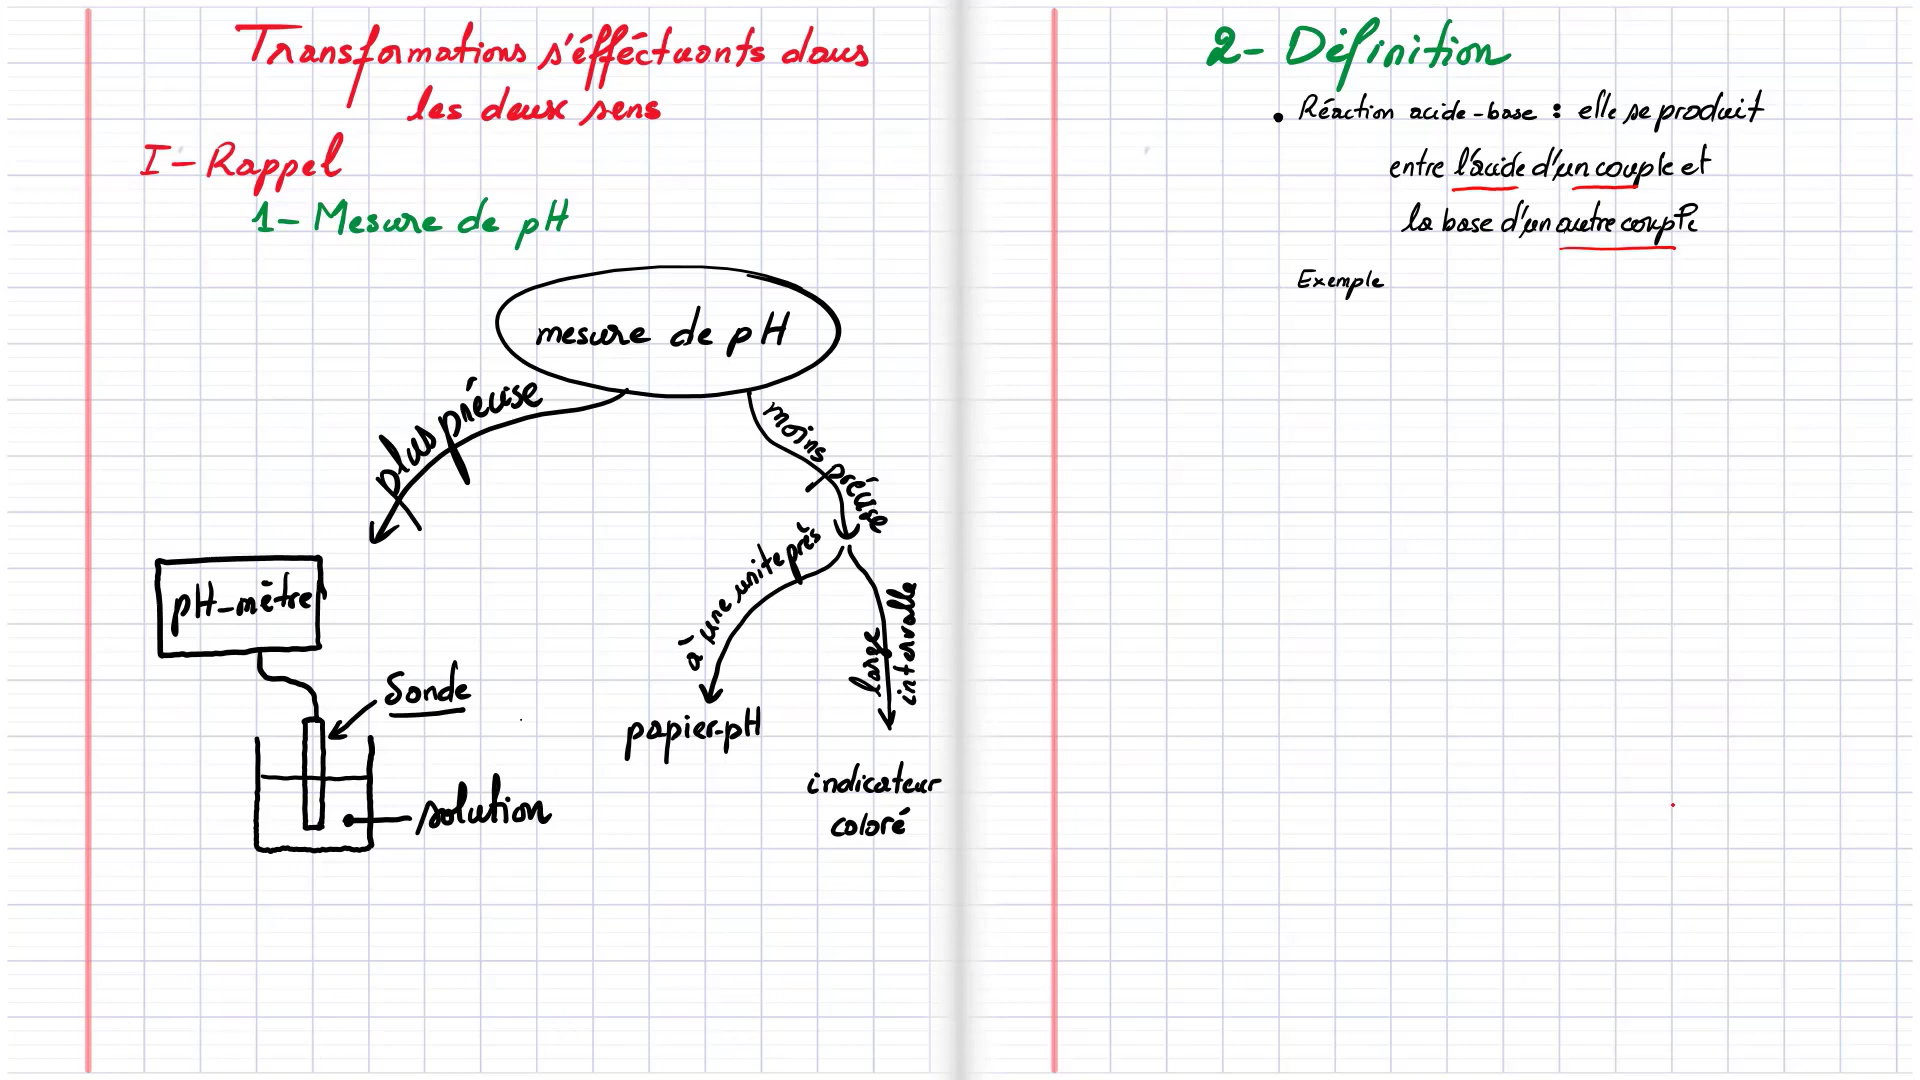 Transformations s'éfféctuants dans
les deux sens
I- Rappel
1- Mesure de pH
mesure de pH
plus précise
moins précise
à une unite près
large
intervalle
pH-mètre
Sonde
solution
papier-pH
indicateur
coloré
2- Définition
• Réaction acide-base : elle se produit
entre l'acide d'un couple et
la base d'un autre couple
Exemple